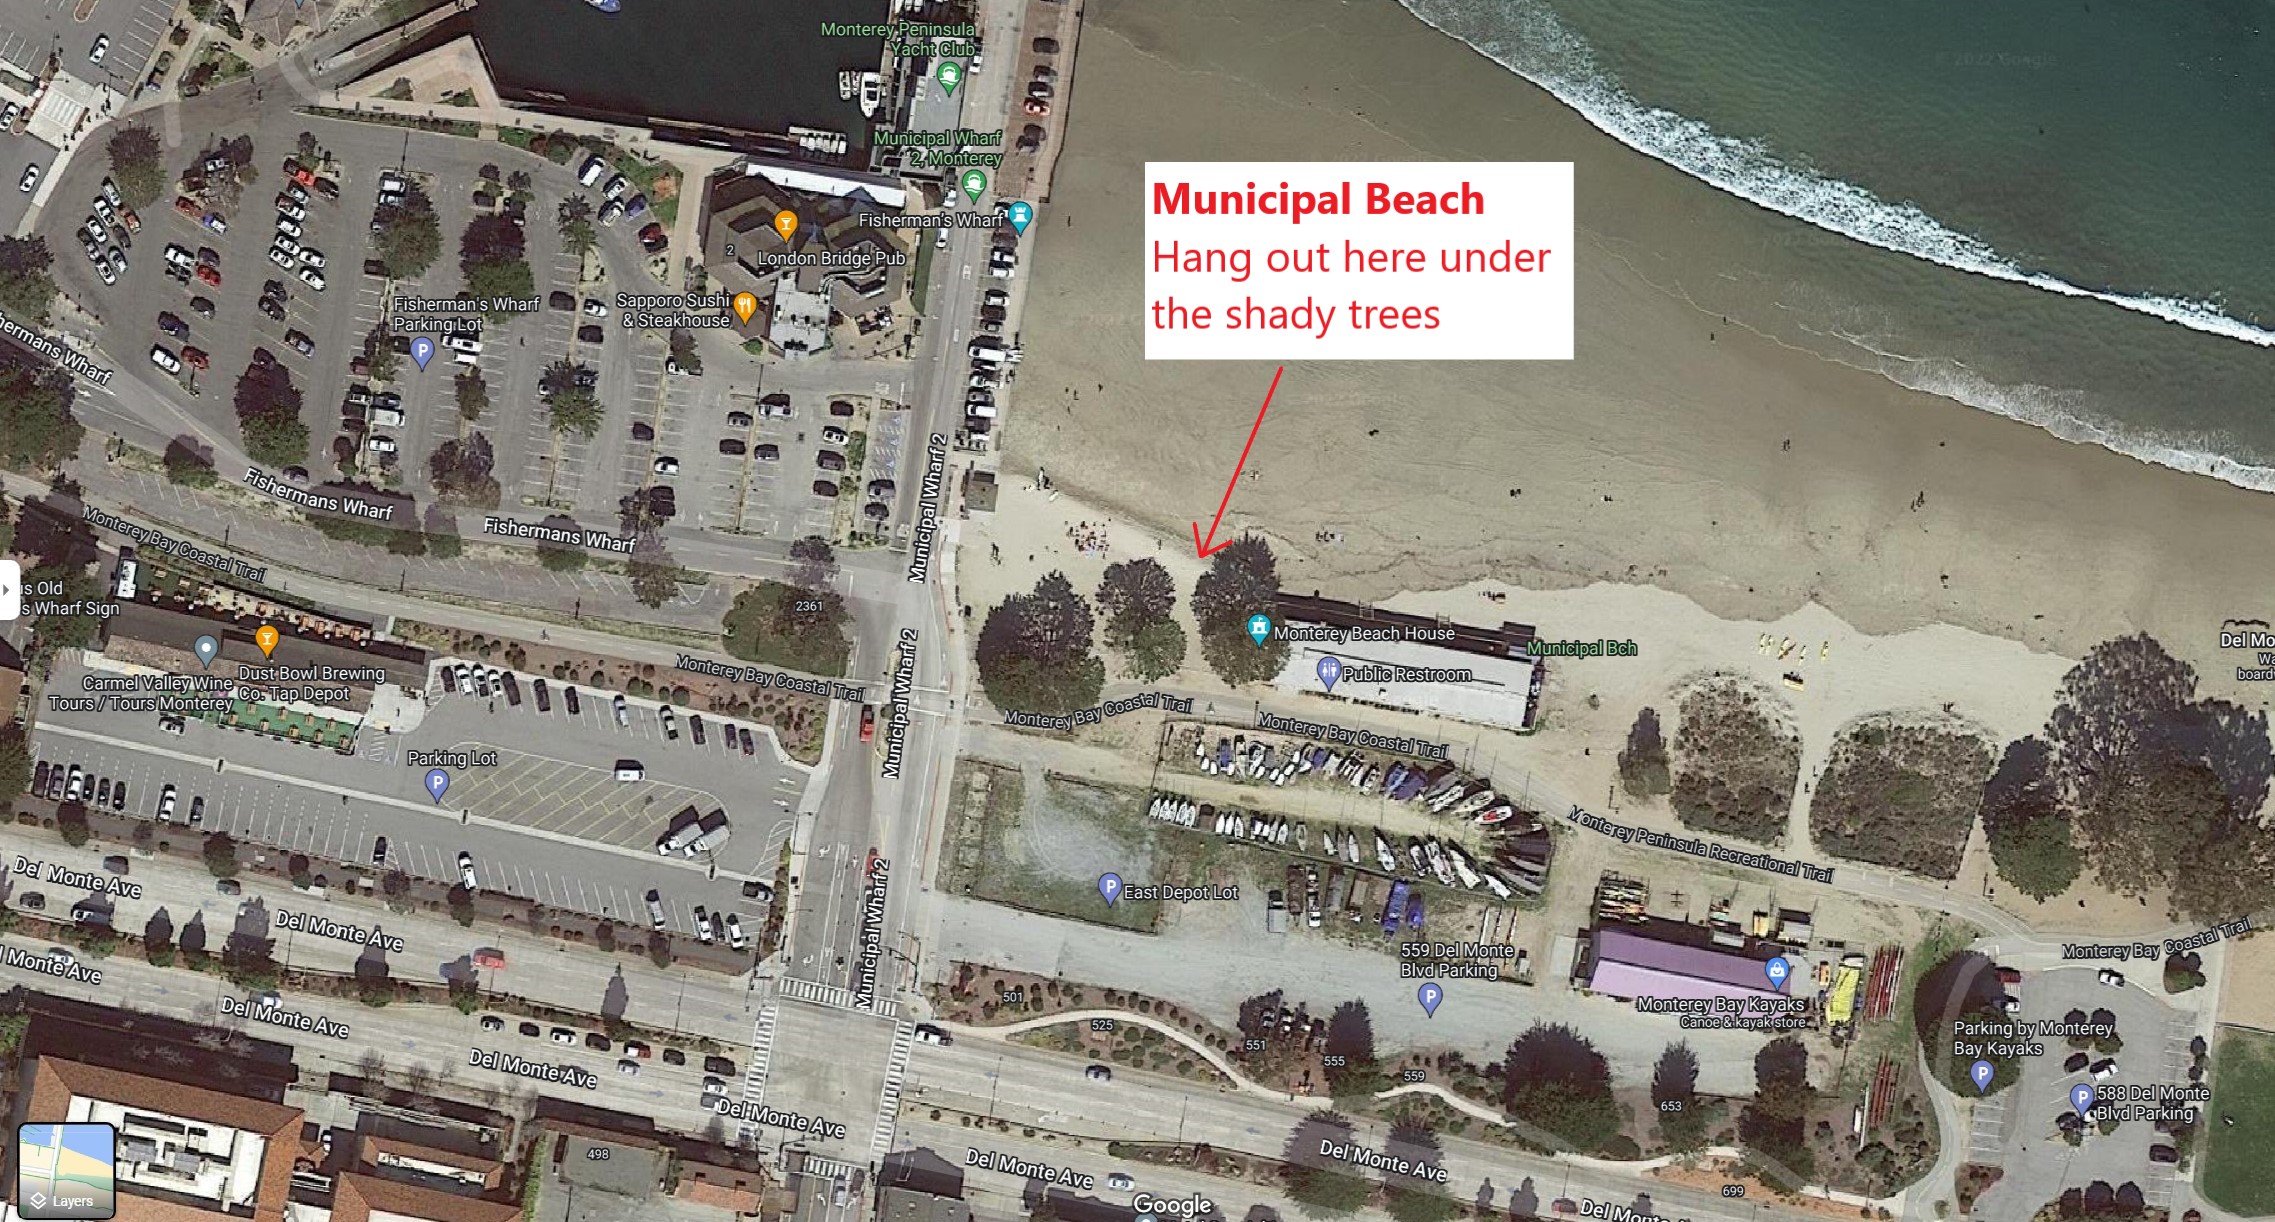 Monterey Peninsula
Yacht Club
© 2022 Google
Municipal Wharf
2, Monterey
Fisherman's Wharf
Municipal Beach
Hang out here under
the shady trees
2
London Bridge Pub
Sapporo Sushi
& Steakhouse
Fisherman's Wharf
Parking Lot
P
hermans Wharf
Fishermans Wharf
Fishermans Wharf
Municipal Wharf 2
Monterey Bay Coastal Trail
is Old
s Wharf Sign
2361
Monterey Beach House
Public Restroom
Municipal Bch
Del Mo
Wa
board
Dust Bowl Brewing
Co. Tap Depot
Carmel Valley Wine
Tours / Tours Monterey
Monterey Bay Coastal Trail
Municipal Wharf 2
Monterey Bay Coastal Trail
Monterey Bay Coastal Trail
Parking Lot
P
Monterey Peninsula Recreational Trail
Del Monte Ave
Del Monte Ave
Municipal Wharf 2
P
East Depot Lot
559 Del Monte
Blvd Parking
P
Monterey Bay Coastal Trail
l Monte Ave
Del Monte Ave
501
525
551
555
559
Monterey Bay Kayaks
Canoe & kayak store
Parking by Monterey
Bay Kayaks
P
588 Del Monte
Blvd Parking
P
Del Monte Ave
Del Monte Ave
653
498
Del Monte Ave
Del Monte Ave
699
Layers
Google
Del Mont